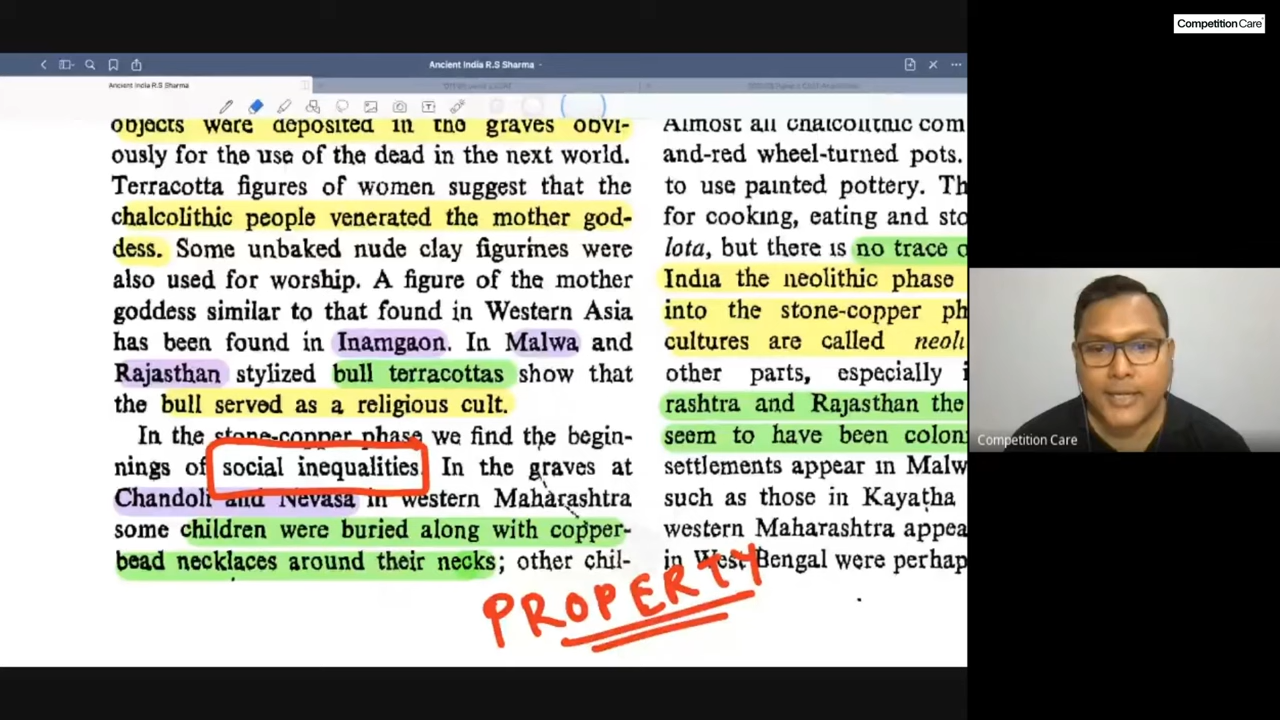 Competition Care
Ancient India R.S Sharma
Ancient India R.S Sharma
objects were deposited in the graves obvi-
ously for the use of the dead in the next world.
Terracotta figures of women suggest that the
chalcolithic people venerated the mother god-
dess. Some unbaked nude clay figurines were
also used for worship. A figure of the mother
goddess similar to that found in Western Asia
has been found in Inamgaon. In Malwa and
Rajasthan stylized bull terracottas show that
the bull served as a religious cult.
In the stone-copper phase we find the begin-
nings of social inequalities. In the graves at
Chandoli and Nevasa in western Maharashtra
some children were buried along with copper-
bead necklaces around their necks; other chil-
Almost all chalcolithic com
and-red wheel-turned pots.
to use painted pottery. Th
for cooking, eating and sto
lota, but there is no trace o
India the neolithic phase
into the stone-copper ph
cultures are called neoli
other parts, especially i
rashtra and Rajasthan the
seem to have been colon
settlements appear in Malw
such as those in Kayatha
western Maharashtra appea
in West Bengal were perhap
PROPERTY
Competition Care